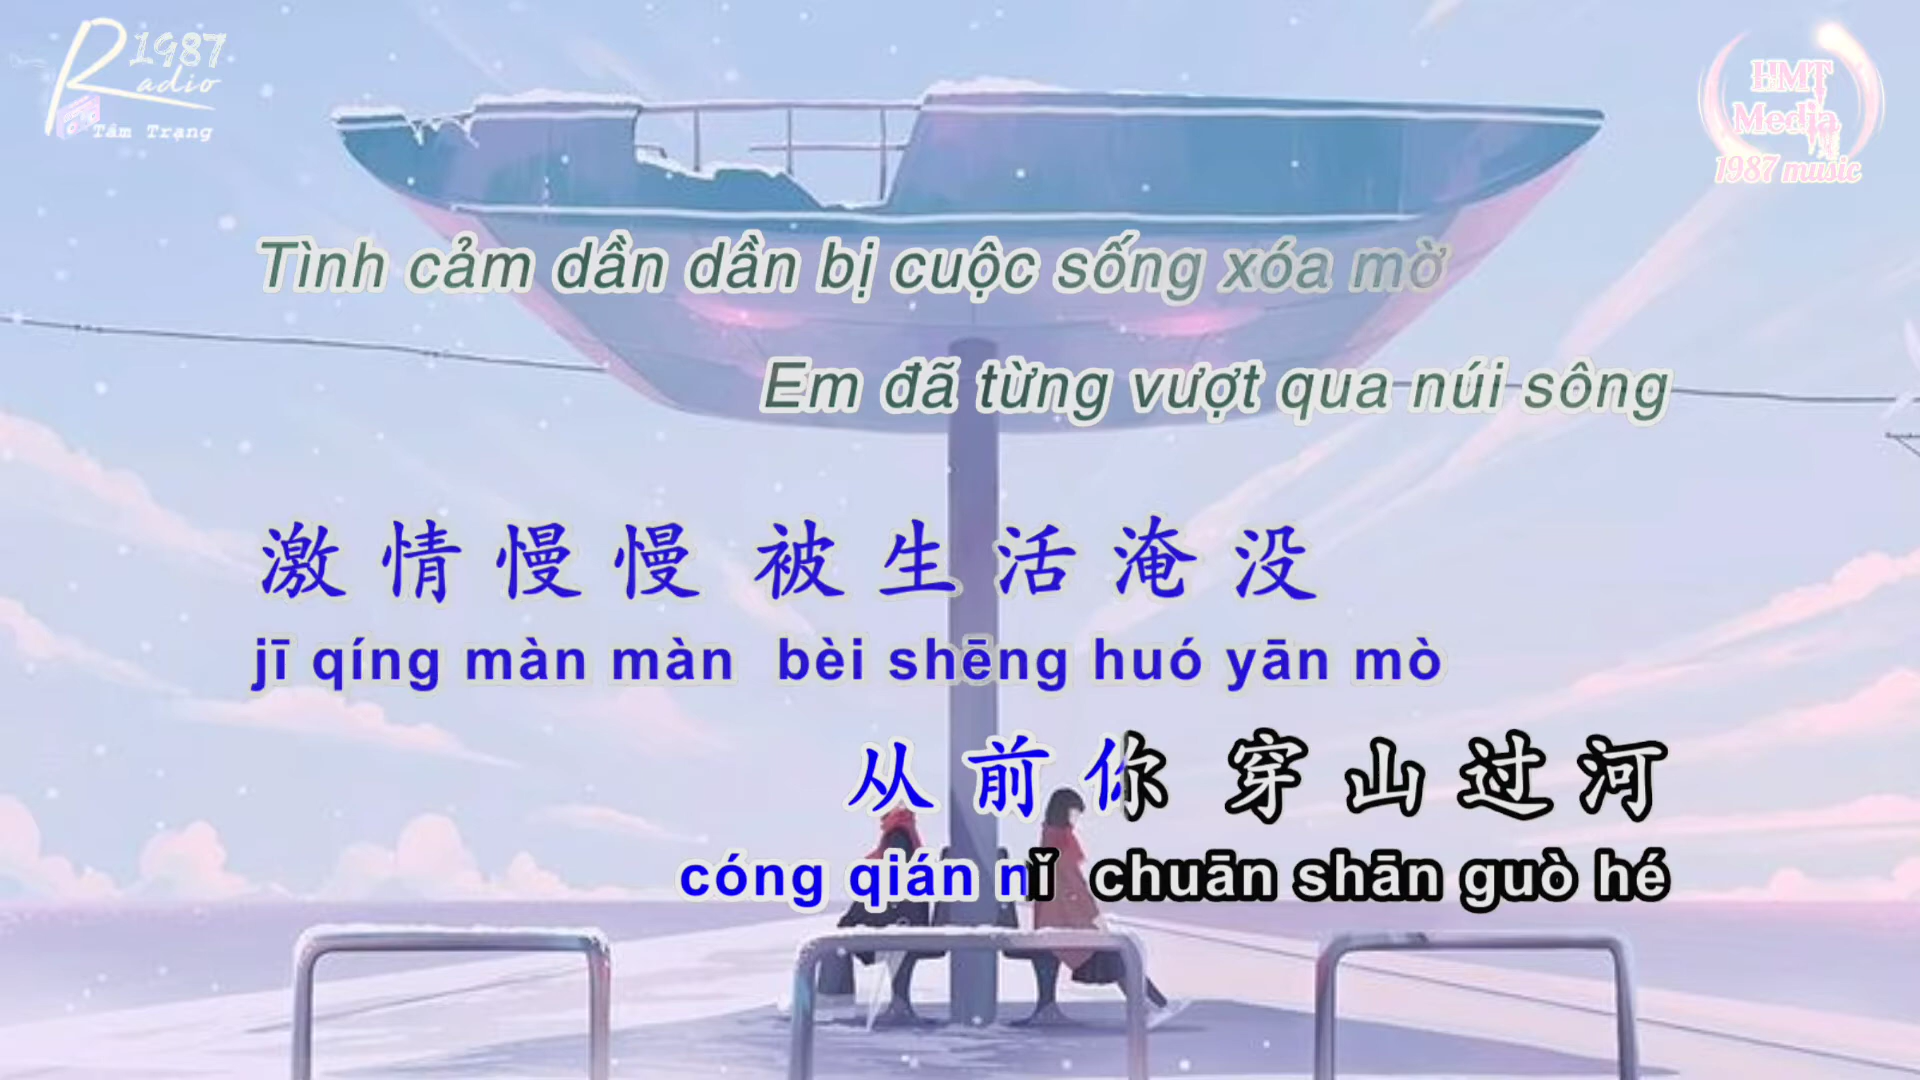 1987
Radio
Tâm Trạng
HMT
Media
1987 music
Tình cảm dần dần bị cuộc sống xóa mờ
Em đã từng vượt qua núi sông
激情慢慢 被生活淹没
jī qíng màn màn bèi shēng huó yān mò
从前你 穿山过河
cóng qián nǐ chuān shān guò hé